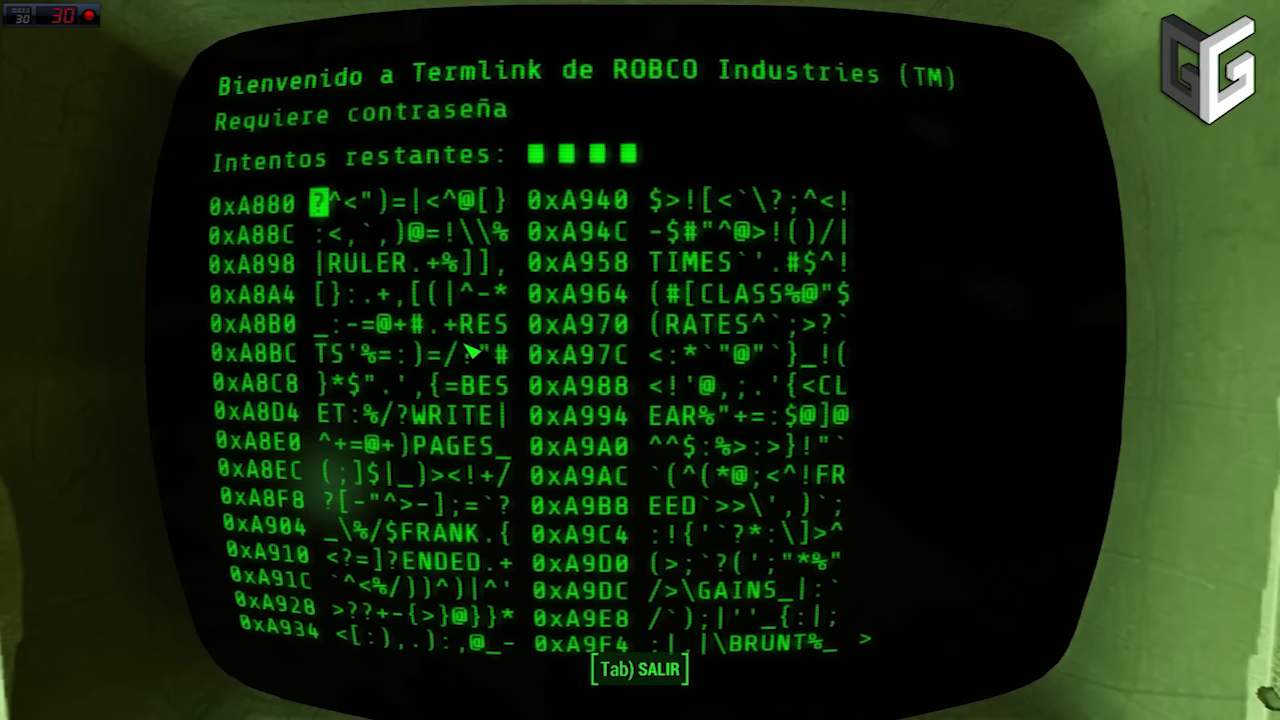 Bienvenido a Termlink de ROBCO Industries (TM)
Requiere contraseña
Intentos restantes: ■ ■ ■ ■
0xA880 ?^<")=|<^@[} 0xA940 $>![<`\?;^<!
0xA88C :<,`,)@=!\\% 0xA94C -$#"^@>!()/|
0xA898 |RULER.+%]], 0xA958 TIMES`'.#$^!
0xA8A4 [}:.+,[(|^-* 0xA964 (#[CLASS%@"$
0xA8B0 _:-=@+#.+RES 0xA970 (RATES^`;>?`
0xA8BC TS'%=:)=/ "# 0xA97C <:*`"@"`}_!(
0xA8C8 }*$".',{=BES 0xA988 <!'@,;.'{<CL
0xA8D4 ET:%/?WRITE| 0xA994 EAR%"+=:$@]@
0xA8E0 ^+=@+)PAGES_ 0xA9A0 ^^$:%>:>}!"`
0xA8EC (;]$|_)><!+/ 0xA9AC `(^(*@;<^!FR
0xA8F8 ?[-"^>-];=`? 0xA9B8 EED`>>\',)`;
0xA904 _\%/$FRANK.{ 0xA9C4 :!{'`?*:\]>^
0xA910 <?=]?ENDED.+ 0xA9D0 (>;`?(';"*%"
0xA91C `^<%/))^)|^' 0xA9DC />\GAINS_|:`
0xA928 >??+-{>}@}}* 0xA9E8 /`);|''_{:|;
0xA934 <[:),.):,@_- 0xA9F4 :|.|\BRUNT%_ >
[Tab) SALIR]
30
30